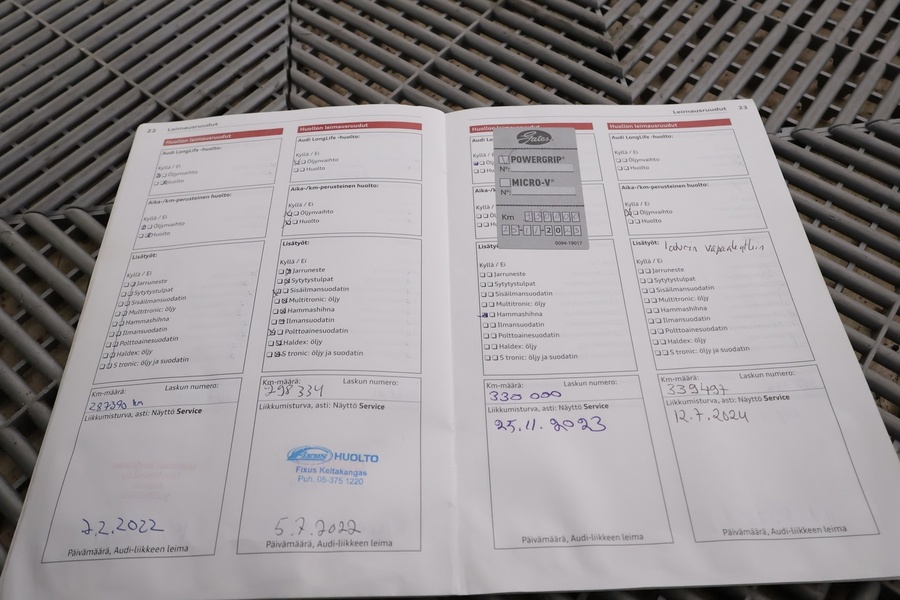 22 Leimausruudut
Huollon leimausruudut
Audi LongLife -huolto:
Kyllä / Ei
Öljynvaihto
Huolto
Aika-/km-perusteinen huolto:
Kyllä / Ei
Öljynvaihto
Huolto
Lisätyöt:
Kyllä / Ei
Jarruneste
Sytytystulpat
Sisäilmansuodatin
Multitronic: öljy
Hammashihna
Ilmansuodatin
Polttoainesuodatin
Haldex: öljy
S tronic: öljy ja suodatin
Km-määrä: Laskun numero:
287390 km
Liikkumisturva, asti: Näyttö Service
2.2.2022
Päivämäärä, Audi-liikkeen leima
Huollon leimausruudut
Audi LongLife -huolto:
Kyllä / Ei
Öljynvaihto
Huolto
Aika-/km-perusteinen huolto:
Kyllä / Ei
Öljynvaihto
Huolto
Lisätyöt:
Kyllä / Ei
Jarruneste
Sytytystulpat
Sisäilmansuodatin
Multitronic: öljy
Hammashihna
Ilmansuodatin
Polttoainesuodatin
Haldex: öljy
S tronic: öljy ja suodatin
Km-määrä: Laskun numero:
298 334
Liikkumisturva, asti: Näyttö Service
Fixus HUOLTO
Fixus Keltakangas
Puh. 05-375 1220
5.7.2022
Päivämäärä, Audi-liikkeen leima
Leimausruudut 23
Huollon leimausruudut
Audi
Kyllä
Gates
POWERGRIP®
N°
MICRO-V®
N°
Km
0094-19017
Lisätyöt:
Kyllä / Ei
Jarruneste
Sytytystulpat
Sisäilmansuodatin
Multitronic: öljy
Hammashihna
Ilmansuodatin
Polttoainesuodatin
Haldex: öljy
S tronic: öljy ja suodatin
Km-määrä: Laskun numero:
330 000
Liikkumisturva, asti: Näyttö Service
25.11.2023
Päivämäärä, Audi-liikkeen leima
Huollon leimausruudut
Audi LongLife -huolto:
Kyllä / Ei
Öljynvaihto
Huolto
Aika-/km-perusteinen huolto:
Kyllä / Ei
Öljynvaihto
Huolto
Lisätyöt:
Kyllä / Ei
Jarruneste
Sytytystulpat
Sisäilmansuodatin
Multitronic: öljy
Hammashihna
Ilmansuodatin
Polttoainesuodatin
Haldex: öljy
S tronic: öljy ja suodatin
Km-määrä: Laskun numero:
339497
Liikkumisturva, asti: Näyttö Service
12.7.2024
Päivämäärä, Audi-liikkeen leima